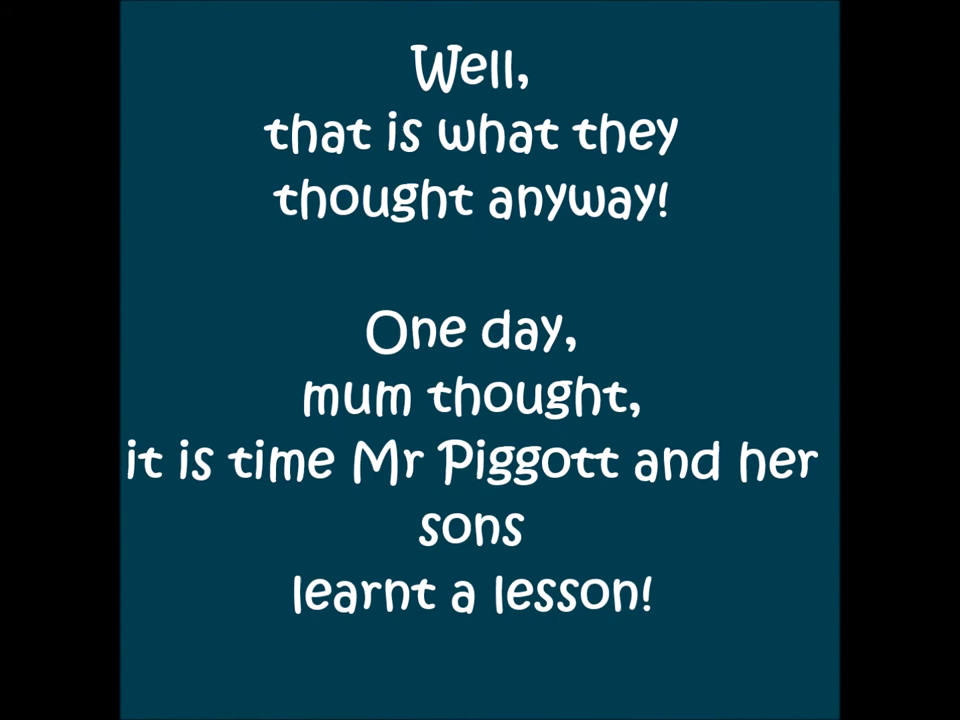 Well,
that is what they
thought anyway!
One day,
mum thought,
it is time Mr Piggott and her
sons
learnt a lesson!